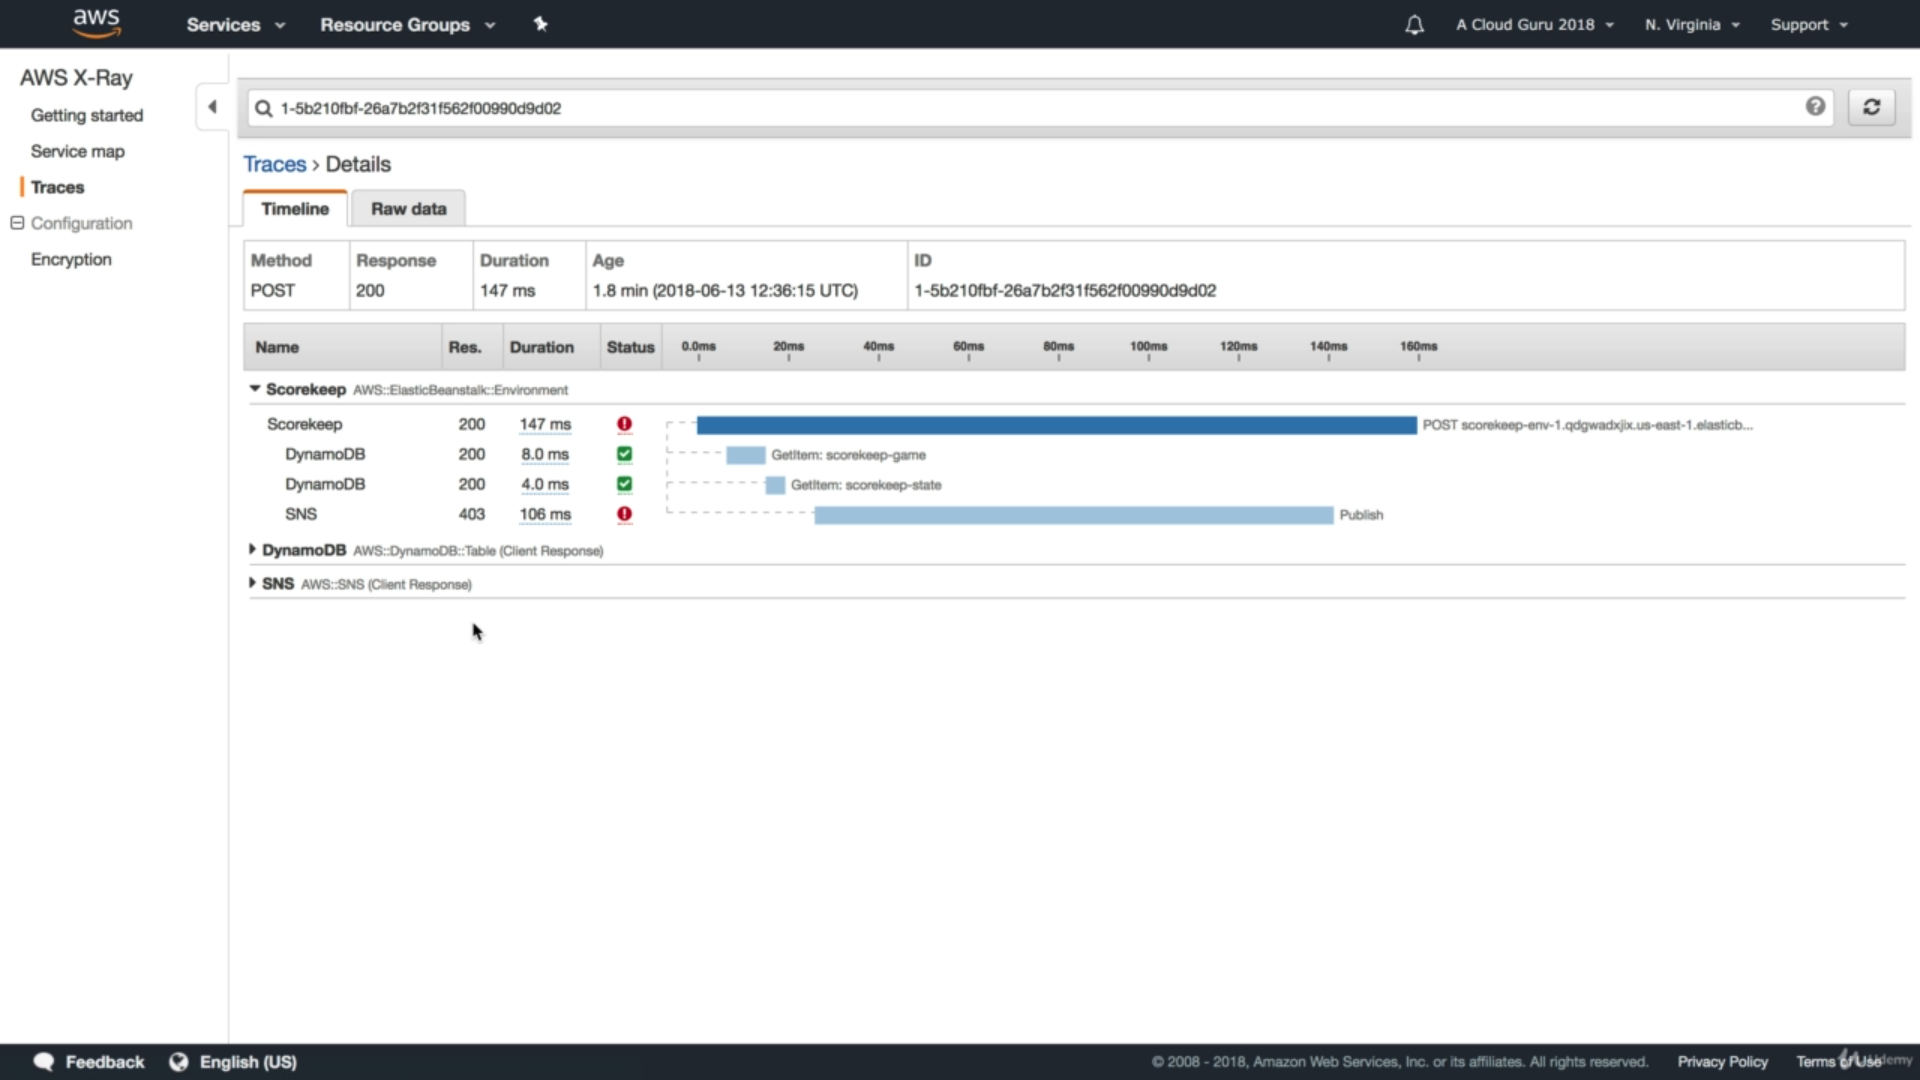 aws Services Resource Groups A Cloud Guru 2018 N. Virginia Support
AWS X-Ray
Getting started
Service map
Traces
Configuration
Encryption
1-5b210fbf-26a7b2f31f562f00990d9d02
Traces > Details
Timeline Raw data
Method Response Duration Age ID
POST 200 147 ms 1.8 min (2018-06-13 12:36:15 UTC) 1-5b210fbf-26a7b2f31f562f00990d9d02
Name Res. Duration Status 0.0ms 20ms 40ms 60ms 80ms 100ms 120ms 140ms 160ms
Scorekeep AWS::ElasticBeanstalk::Environment
Scorekeep 200 147 ms POST scorekeep-env-1.qdgwadxjix.us-east-1.elasticb...
DynamoDB 200 8.0 ms GetItem: scorekeep-game
DynamoDB 200 4.0 ms GetItem: scorekeep-state
SNS 403 106 ms Publish
DynamoDB AWS::DynamoDB::Table (Client Response)
SNS AWS::SNS (Client Response)
Feedback English (US) © 2008 - 2018, Amazon Web Services, Inc. or its affiliates. All rights reserved. Privacy Policy Terms of Use